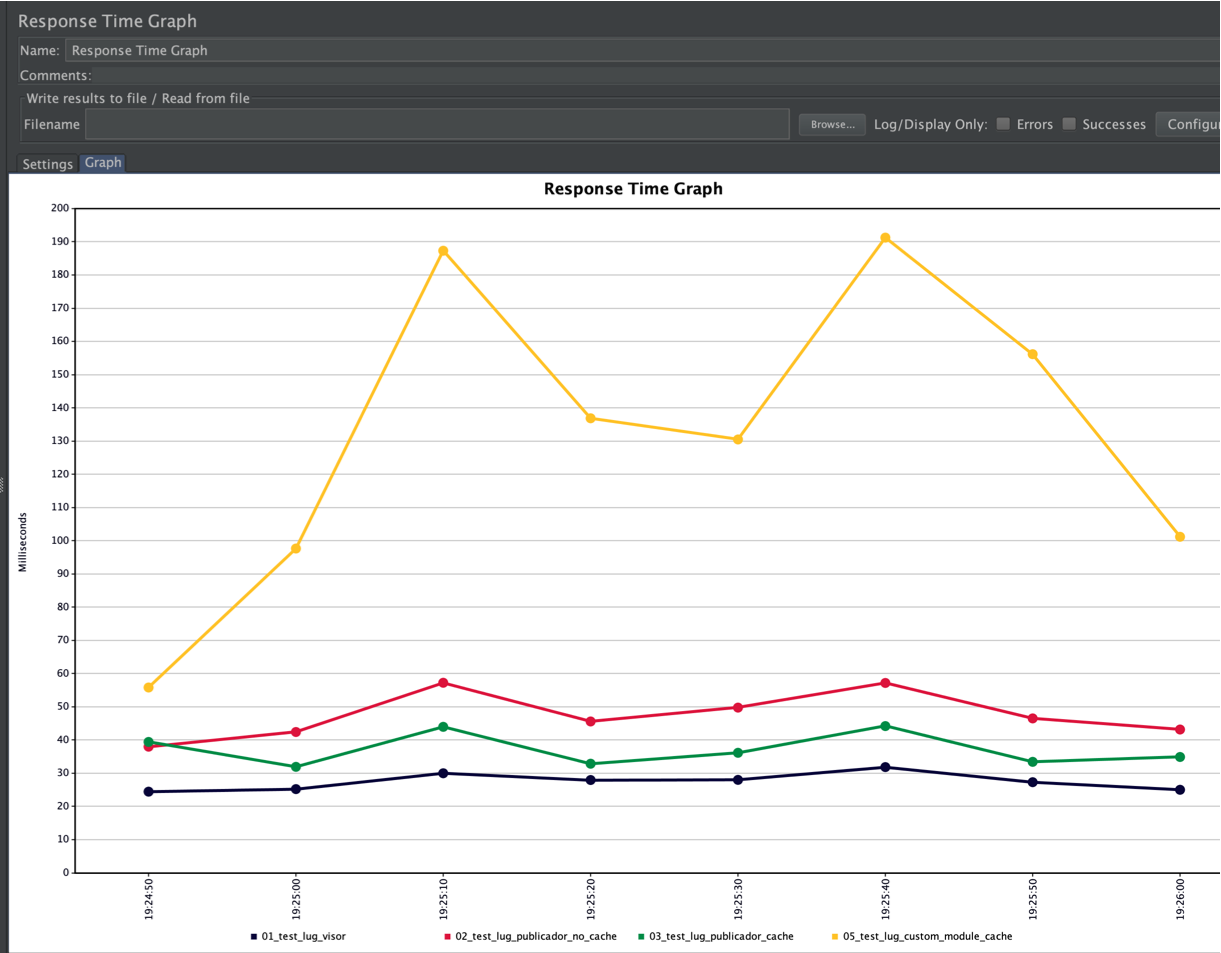 Response Time Graph
Name: Response Time Graph
Comments:
Write results to file / Read from file
Filename Browse... Log/Display Only: Errors Successes Configur
Settings Graph
Response Time Graph
200
190
180
170
160
150
140
130
120
110
100
90
80
70
60
50
40
30
20
10
0
Milliseconds
19:24:50 19:25:00 19:25:10 19:25:20 19:25:30 19:25:40 19:25:50 19:26:00
01_test_lug_visor 02_test_lug_publicador_no_cache 03_test_lug_publicador_cache 05_test_lug_custom_module_cache